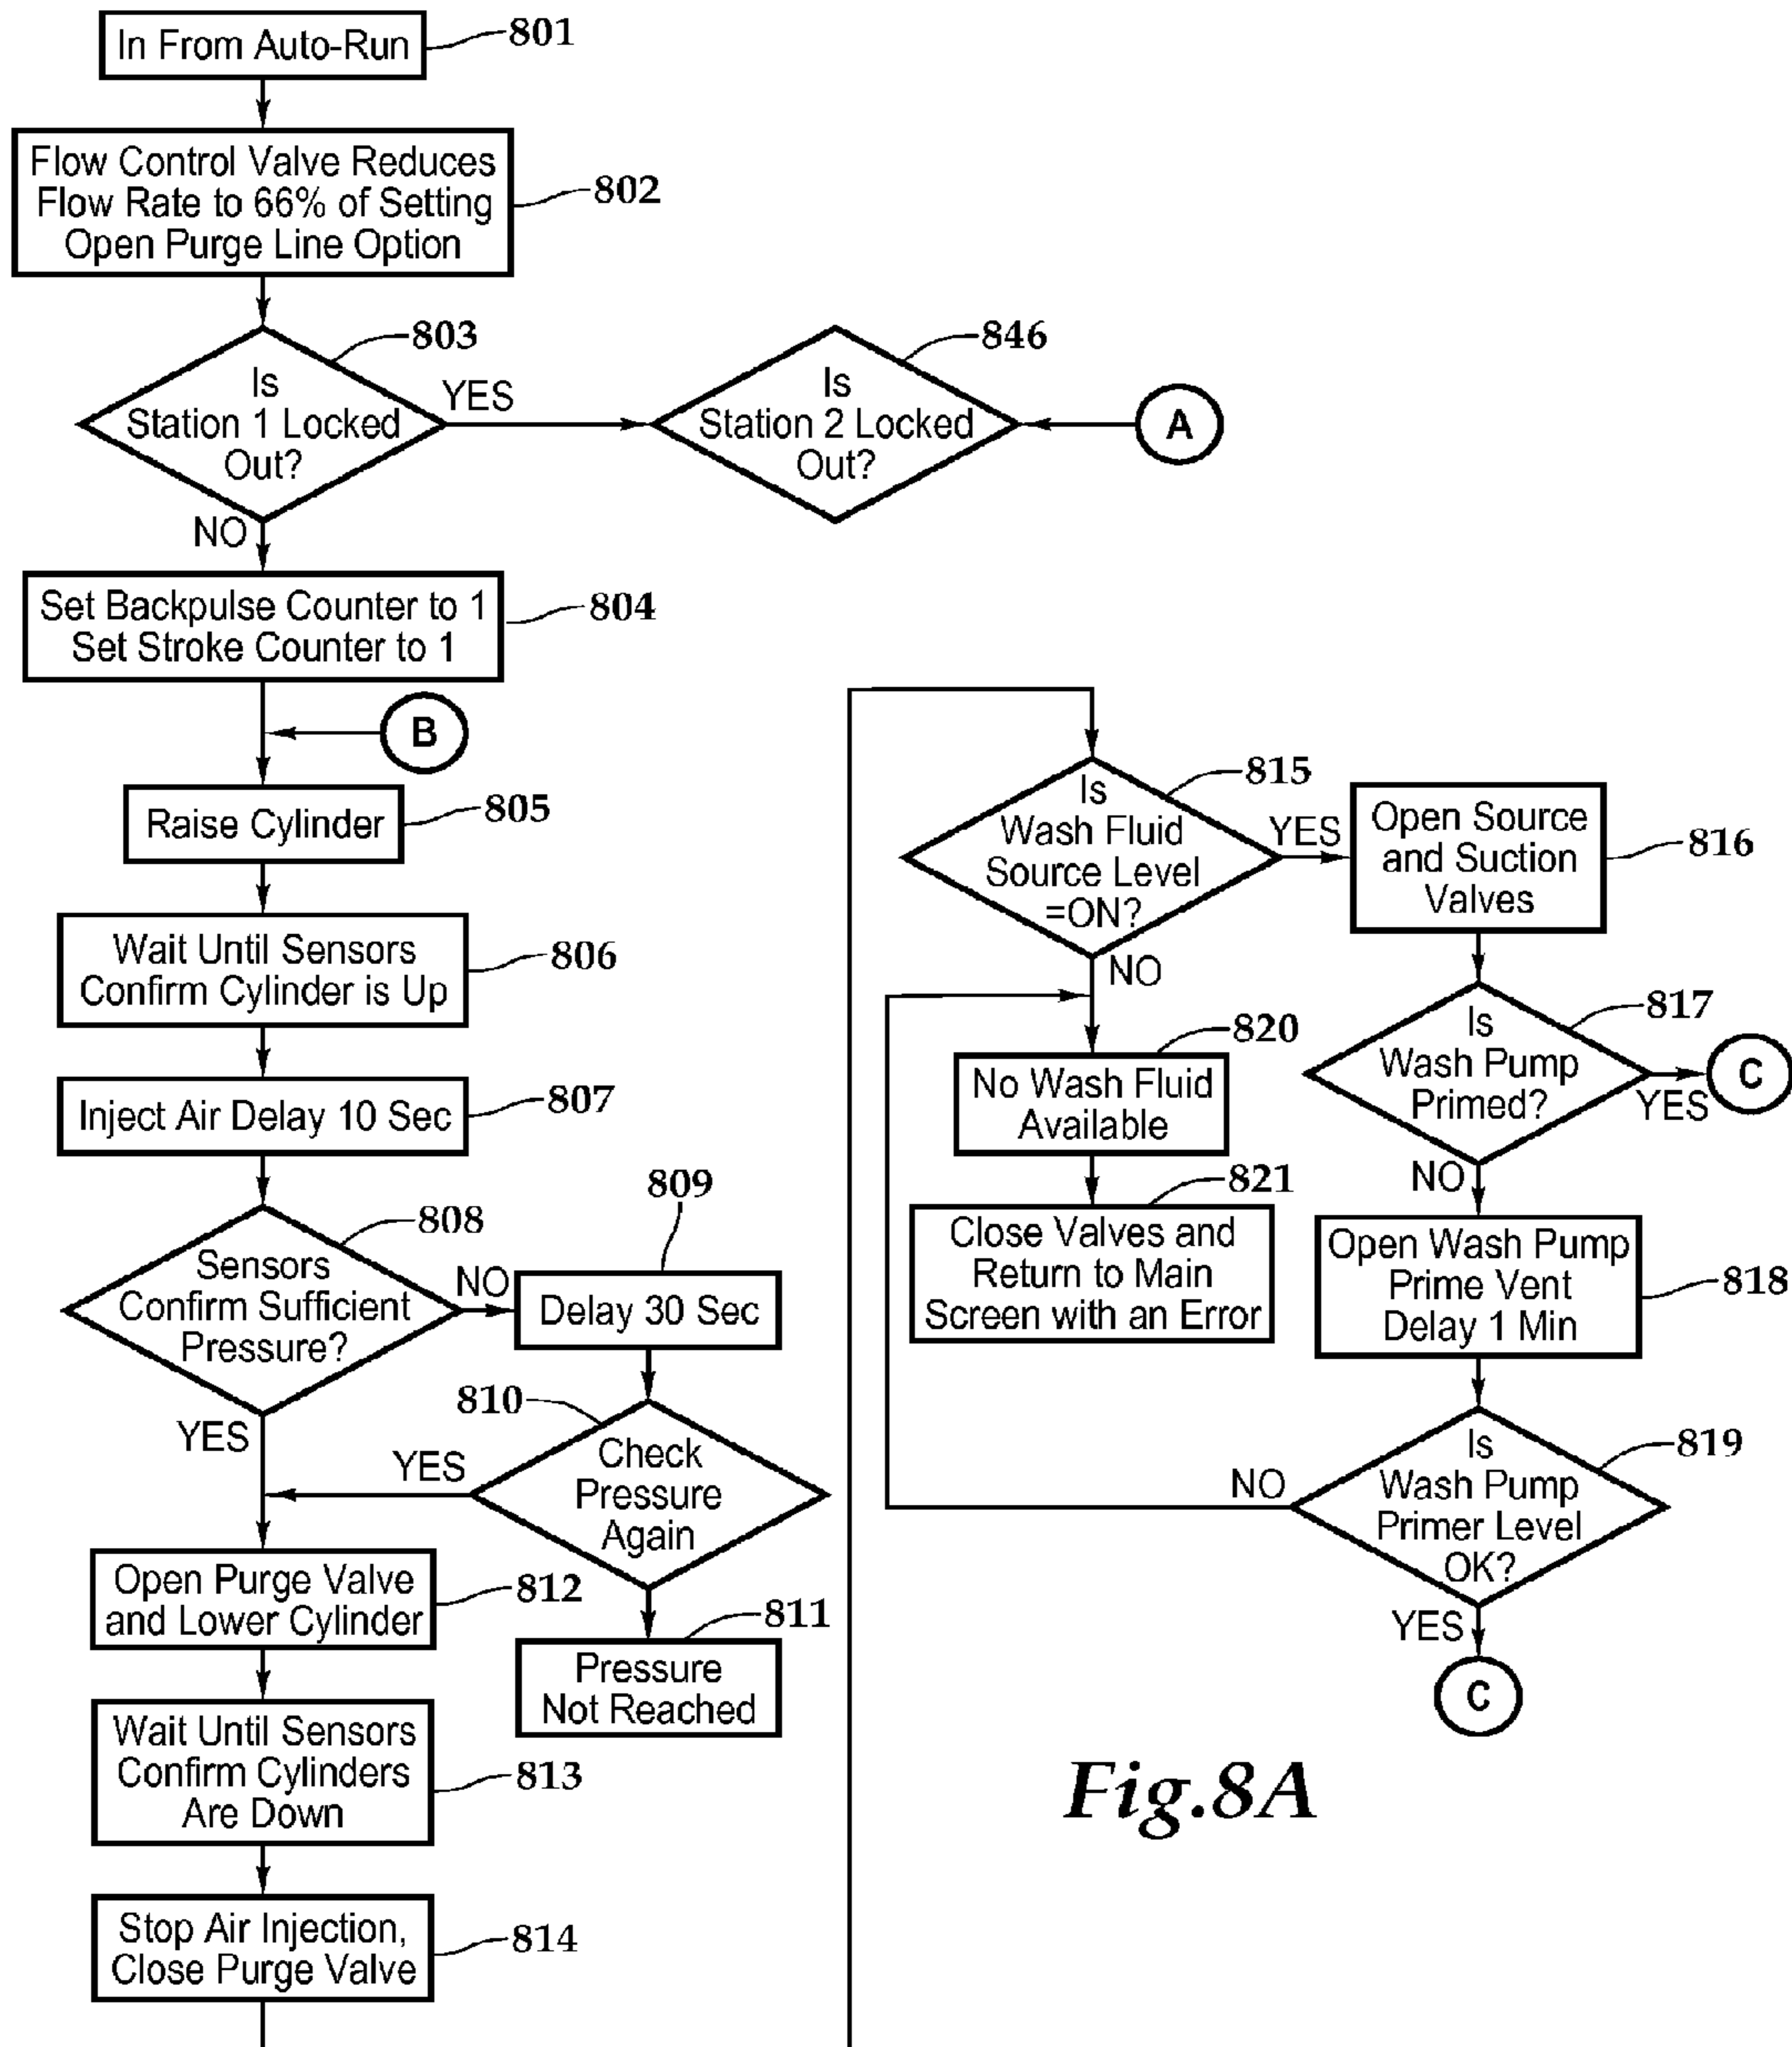 In From Auto-Run
801
Flow Control Valve Reduces
Flow Rate to 66% of Setting
Open Purge Line Option
802
803
Is
Station 1 Locked
Out?
YES
NO
846
Is
Station 2 Locked
Out?
A
Set Backpulse Counter to 1
Set Stroke Counter to 1
804
B
Raise Cylinder
805
Wait Until Sensors
Confirm Cylinder is Up
806
Inject Air Delay 10 Sec
807
808
Sensors
Confirm Sufficient
Pressure?
NO
YES
809
Delay 30 Sec
810
Check
Pressure
Again
YES
811
Pressure
Not Reached
Open Purge Valve
and Lower Cylinder
812
Wait Until Sensors
Confirm Cylinders
Are Down
813
Stop Air Injection,
Close Purge Valve
814
815
Is
Wash Fluid
Source Level
=ON?
YES
NO
Open Source
and Suction
Valves
816
817
Is
Wash Pump
Primed?
YES
C
NO
820
No Wash Fluid
Available
821
Close Valves and
Return to Main
Screen with an Error
Open Wash Pump
Prime Vent
Delay 1 Min
818
819
Is
Wash Pump
Primer Level
OK?
NO
YES
C
Fig.8A